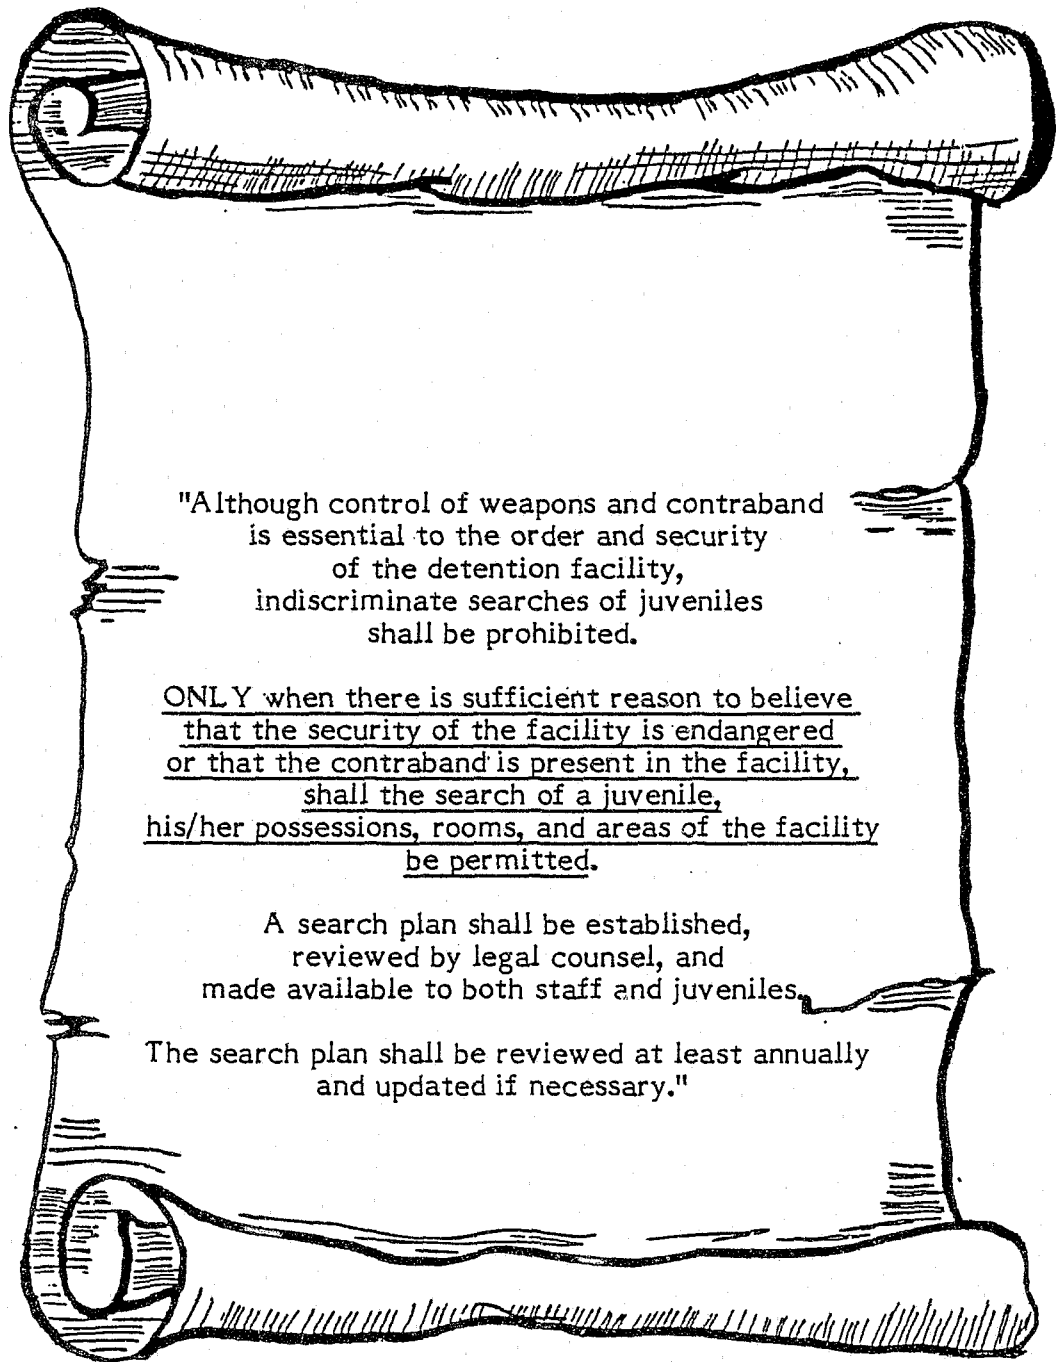 "Although control of weapons and contraband
is essential to the order and security
of the detention facility,
indiscriminate searches of juveniles
shall be prohibited.
ONLY when there is sufficient reason to believe
that the security of the facility is endangered
or that the contraband is present in the facility,
shall the search of a juvenile,
his/her possessions, rooms, and areas of the facility
be permitted.
A search plan shall be established,
reviewed by legal counsel, and
made available to both staff and juveniles.
The search plan shall be reviewed at least annually
and updated if necessary."